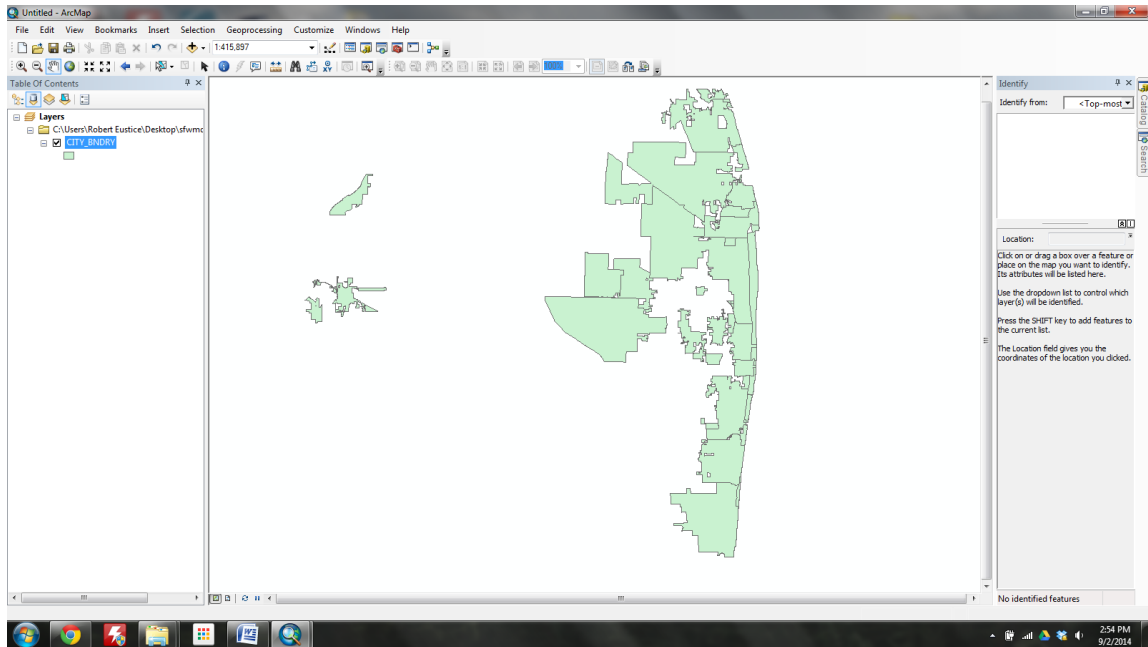 Untitled - ArcMap
File Edit View Bookmarks Insert Selection Geoprocessing Customize Windows Help
1:415,897
100%
Table Of Contents
Layers
C:\Users\Robert Eustice\Desktop\sfwmd
CITY_BNDRY
Identify
Identify from: <Top-most
Location:
Click on or drag a box over a feature or
place on the map you want to identify.
Its attributes will be listed here.
Use the dropdown list to control which
layer(s) will be identified.
Press the SHIFT key to add features to
the current list.
The Location field gives you the
coordinates of the location you clicked.
No identified features
Catalog
Search
2:54 PM
9/2/2014